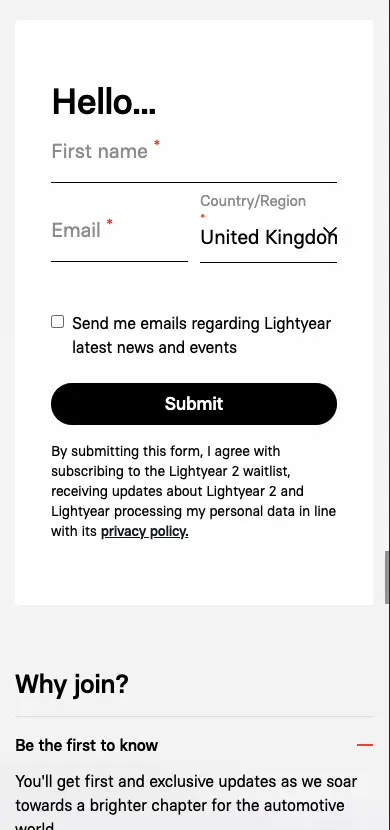 Hello...
First name *
Country/Region
*
Email *
United Kingdom
Send me emails regarding Lightyear
latest news and events
Submit
By submitting this form, I agree with
subscribing to the Lightyear 2 waitlist,
receiving updates about Lightyear 2 and
Lightyear processing my personal data in line
with its privacy policy.
Why join?
Be the first to know
You'll get first and exclusive updates as we soar
towards a brighter chapter for the automotive
world.